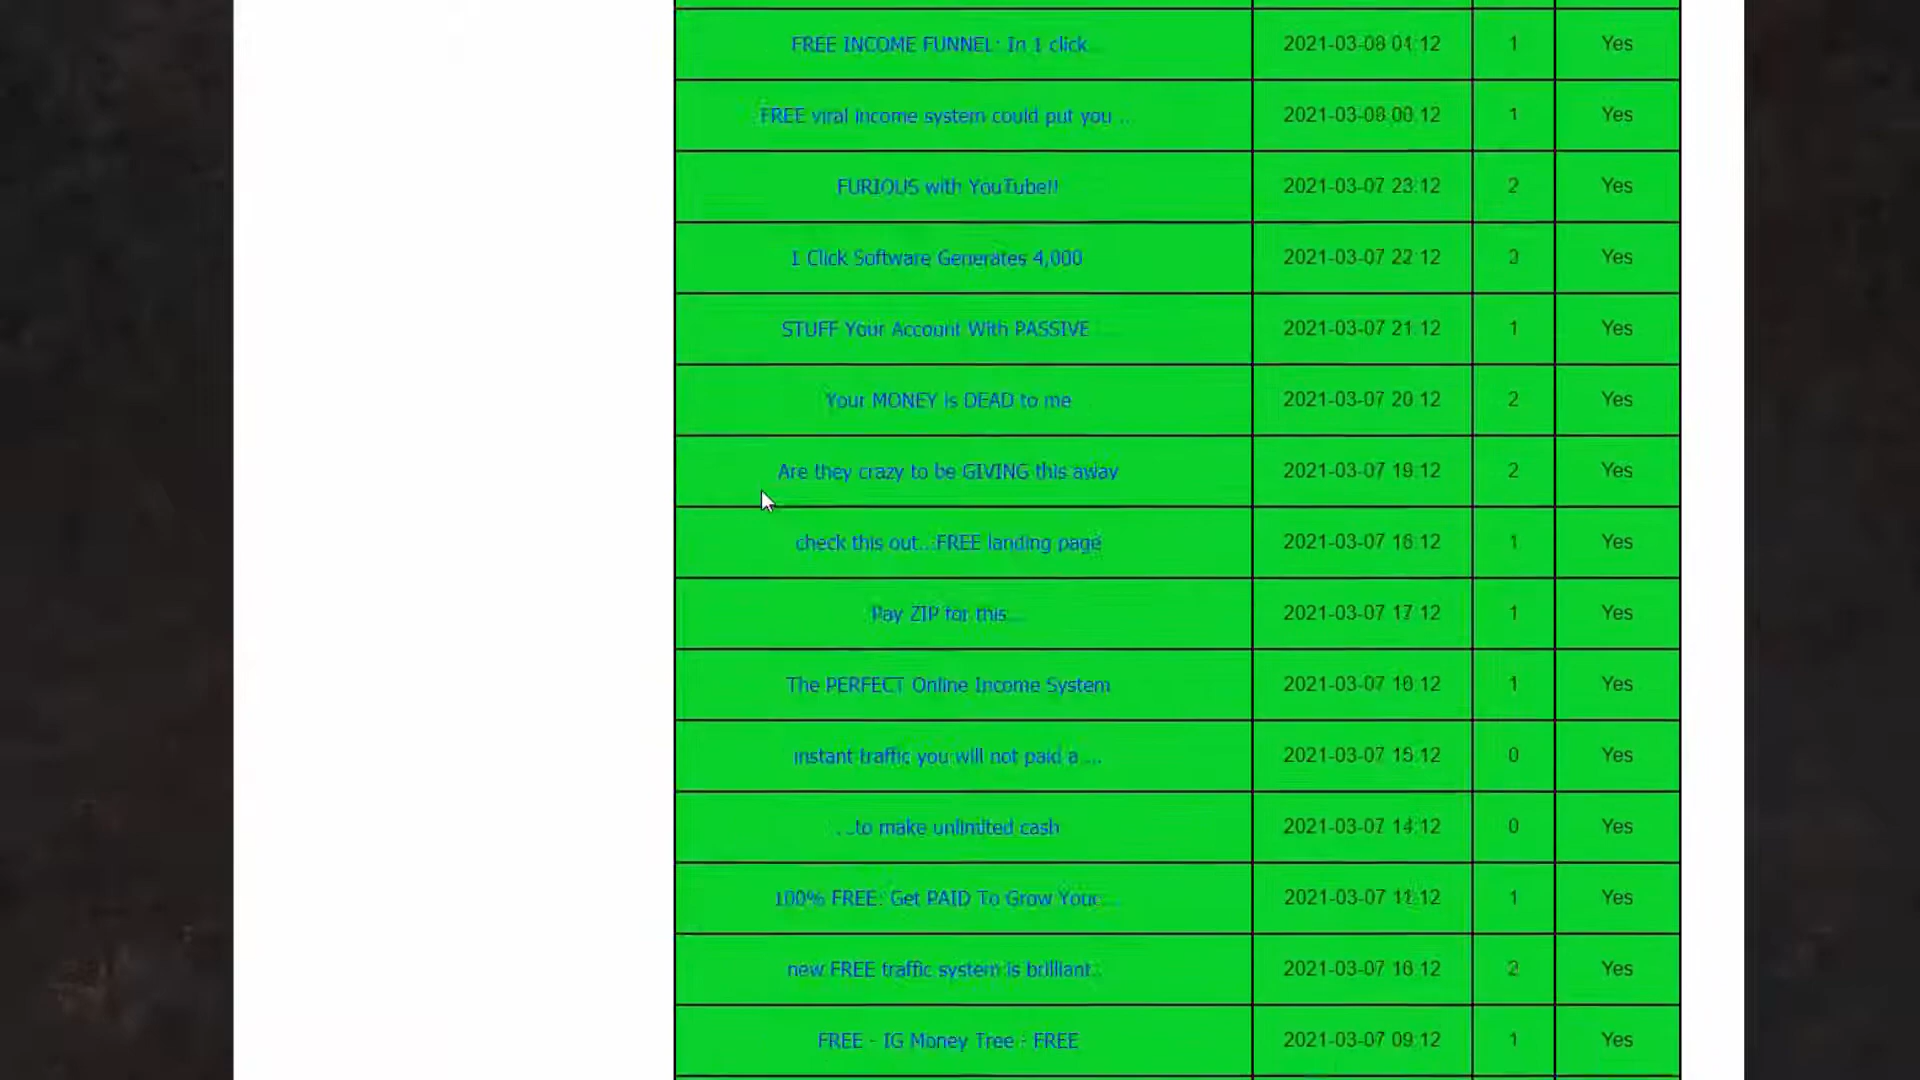 FREE INCOME FUNNEL: In 1 click... 2021-03-08 01:12 1 Yes
FREE viral income system could put you ... 2021-03-08 00:12 1 Yes
FURIOUS with YouTube!! 2021-03-07 23:12 2 Yes
1 Click Software Generates 4,000 2021-03-07 22:12 Yes
STUFF Your Account With PASSIVE ... 2021-03-07 21:12 1 Yes
Your MONEY is DEAD to me 2021-03-07 20:12 2 Yes
Are they crazy to be GIVING this away 2021-03-07 19:12 2 Yes
check this out...FREE landing page 2021-03-07 1 Yes
Pay ZIP for this... 2021-03-07 17:12 1 Yes
The PERFECT Online Income System 2021-03-07 1 Yes
instant traffic you will not paid a ... 2021-03-07 15:12 0 Yes
...to make unlimited cash 2021-03-07 14:12 0 Yes
100% FREE: Get PAID To Grow Your... 2021-03-07 11:12 1 Yes
new FREE traffic system is brilliant.. 2021-03-07 2 Yes
FREE - IG Money Tree - FREE 2021-03-07 09:12 1 Yes